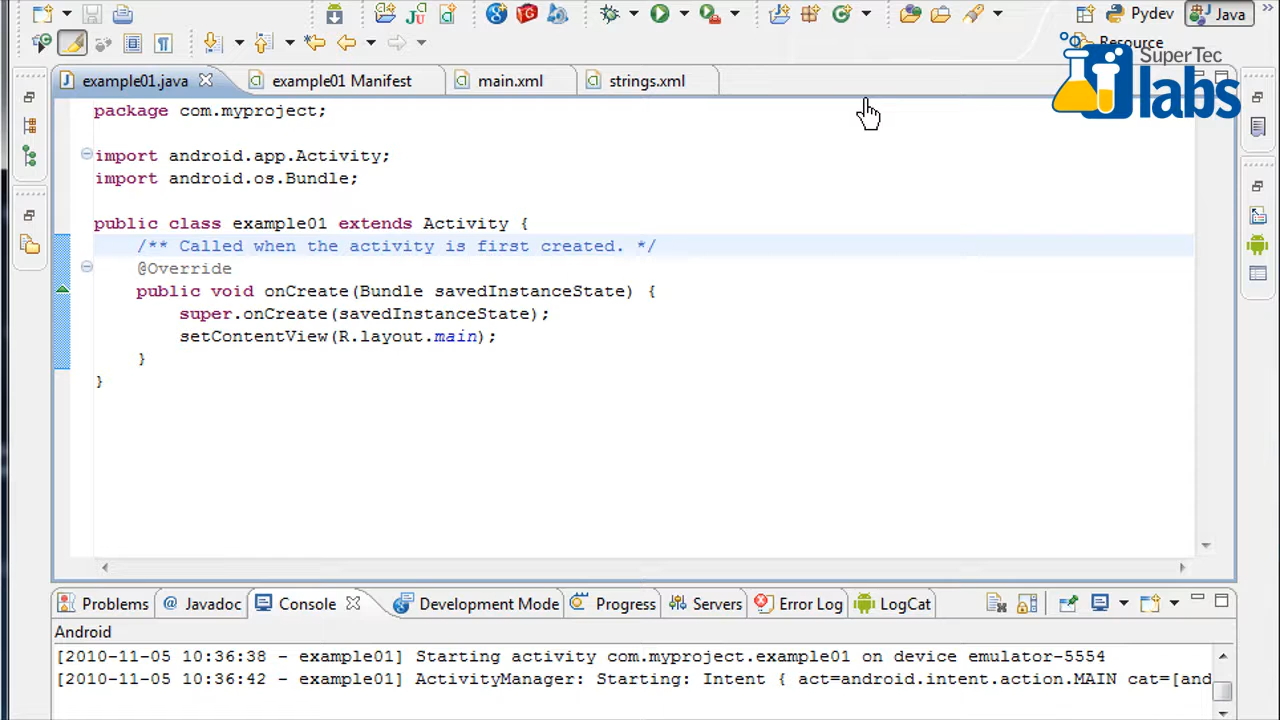 Pydev
Java
Resource
SuperTec
labs
example01.java
example01 Manifest
main.xml
strings.xml
package com.myproject;
import android.app.Activity;
import android.os.Bundle;
public class example01 extends Activity {
/** Called when the activity is first created. */
@Override
public void onCreate(Bundle savedInstanceState) {
super.onCreate(savedInstanceState);
setContentView(R.layout.main);
}
}
Problems
@ Javadoc
Console
Development Mode
Progress
Servers
Error Log
LogCat
Android
[2010-11-05 10:36:38 - example01] Starting activity com.myproject.example01 on device emulator-5554
[2010-11-05 10:36:42 - example01] ActivityManager: Starting: Intent { act=android.intent.action.MAIN cat=[and